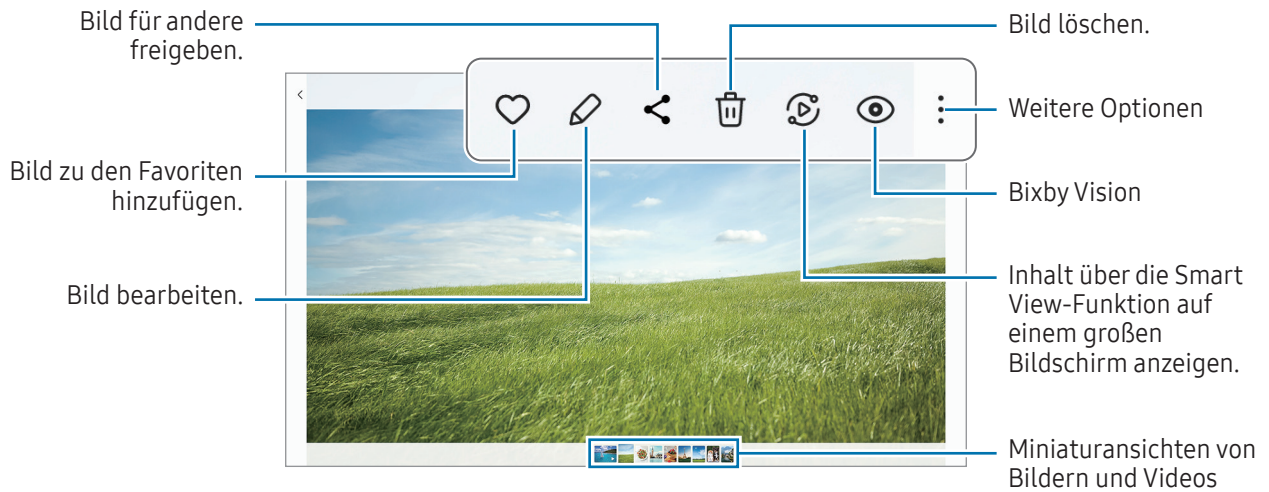 Bild für andere
freigeben.
Bild löschen.
Weitere Optionen
Bild zu den Favoriten
hinzufügen.
Bixby Vision
Bild bearbeiten.
Inhalt über die Smart
View-Funktion auf
einem großen
Bildschirm anzeigen.
Miniaturansichten von
Bildern und Videos